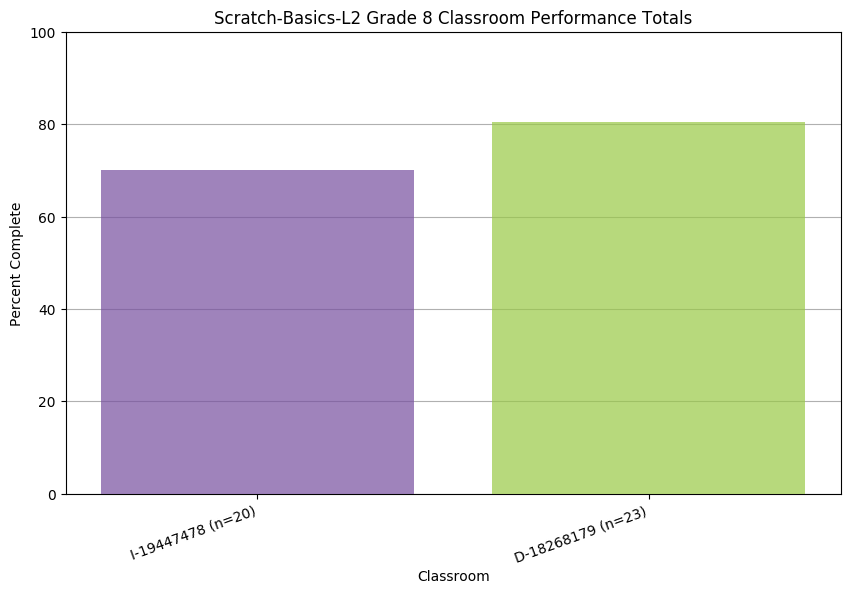 Scratch-Basics-L2 Grade 8 Classroom Performance Totals
100
80
60
40
20
0
Percent Complete
I-19447478 (n=20)
D-18268179 (n=23)
Classroom